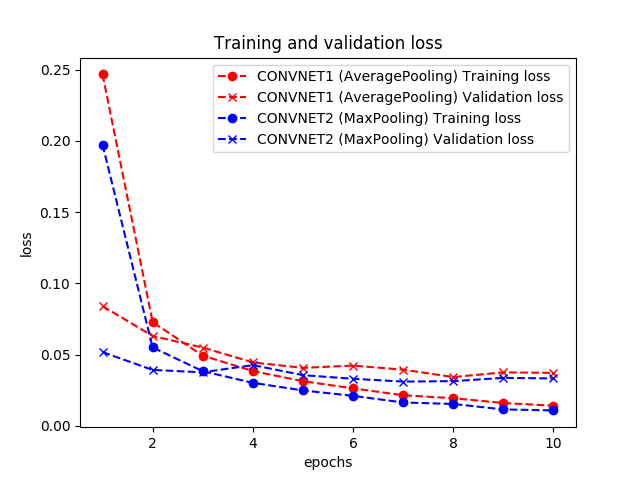 Training and validation loss
CONVNET1 (AveragePooling) Training loss
CONVNET1 (AveragePooling) Validation loss
CONVNET2 (MaxPooling) Training loss
CONVNET2 (MaxPooling) Validation loss
loss
0.25
0.20
0.15
0.10
0.05
0.00
2 4 6 8 10
epochs